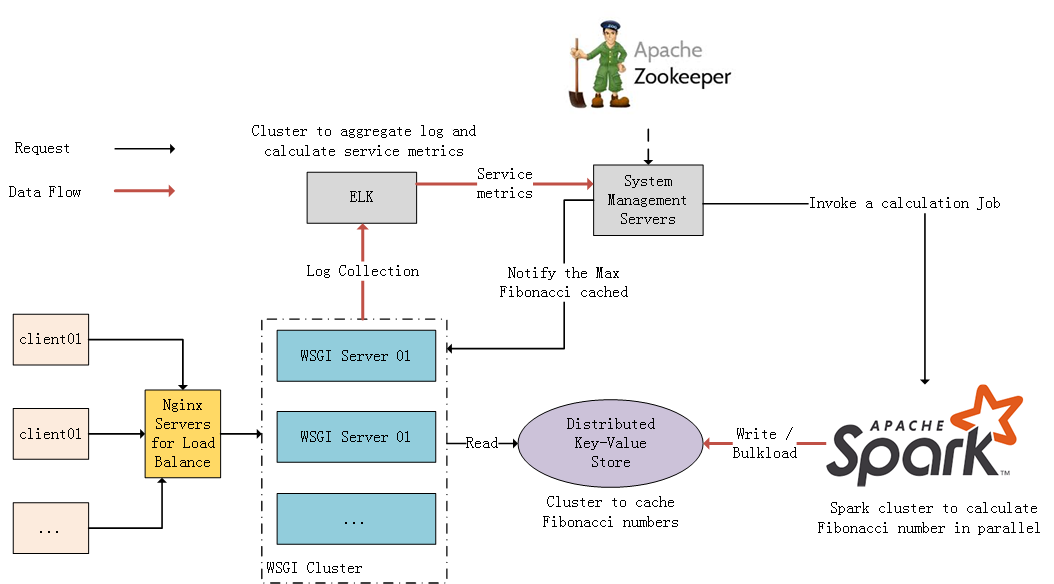 Apache
Zookeeper
Cluster to aggregate log and
calculate service metrics
Request
Data Flow
ELK
Service
metrics
System
Management
Servers
Invoke a calculation Job
Log Collection
Notify the Max
Fibonacci cached
client01
client01
...
Nginx
Servers
for Load
Balance
WSGI Server 01
WSGI Server 01
...
WSGI Cluster
Read
Distributed
Key-Value
Store
Cluster to cache
Fibonacci numbers
Write /
Bulkload
APACHE
Spark™
Spark cluster to calculate
Fibonacci number in parallel